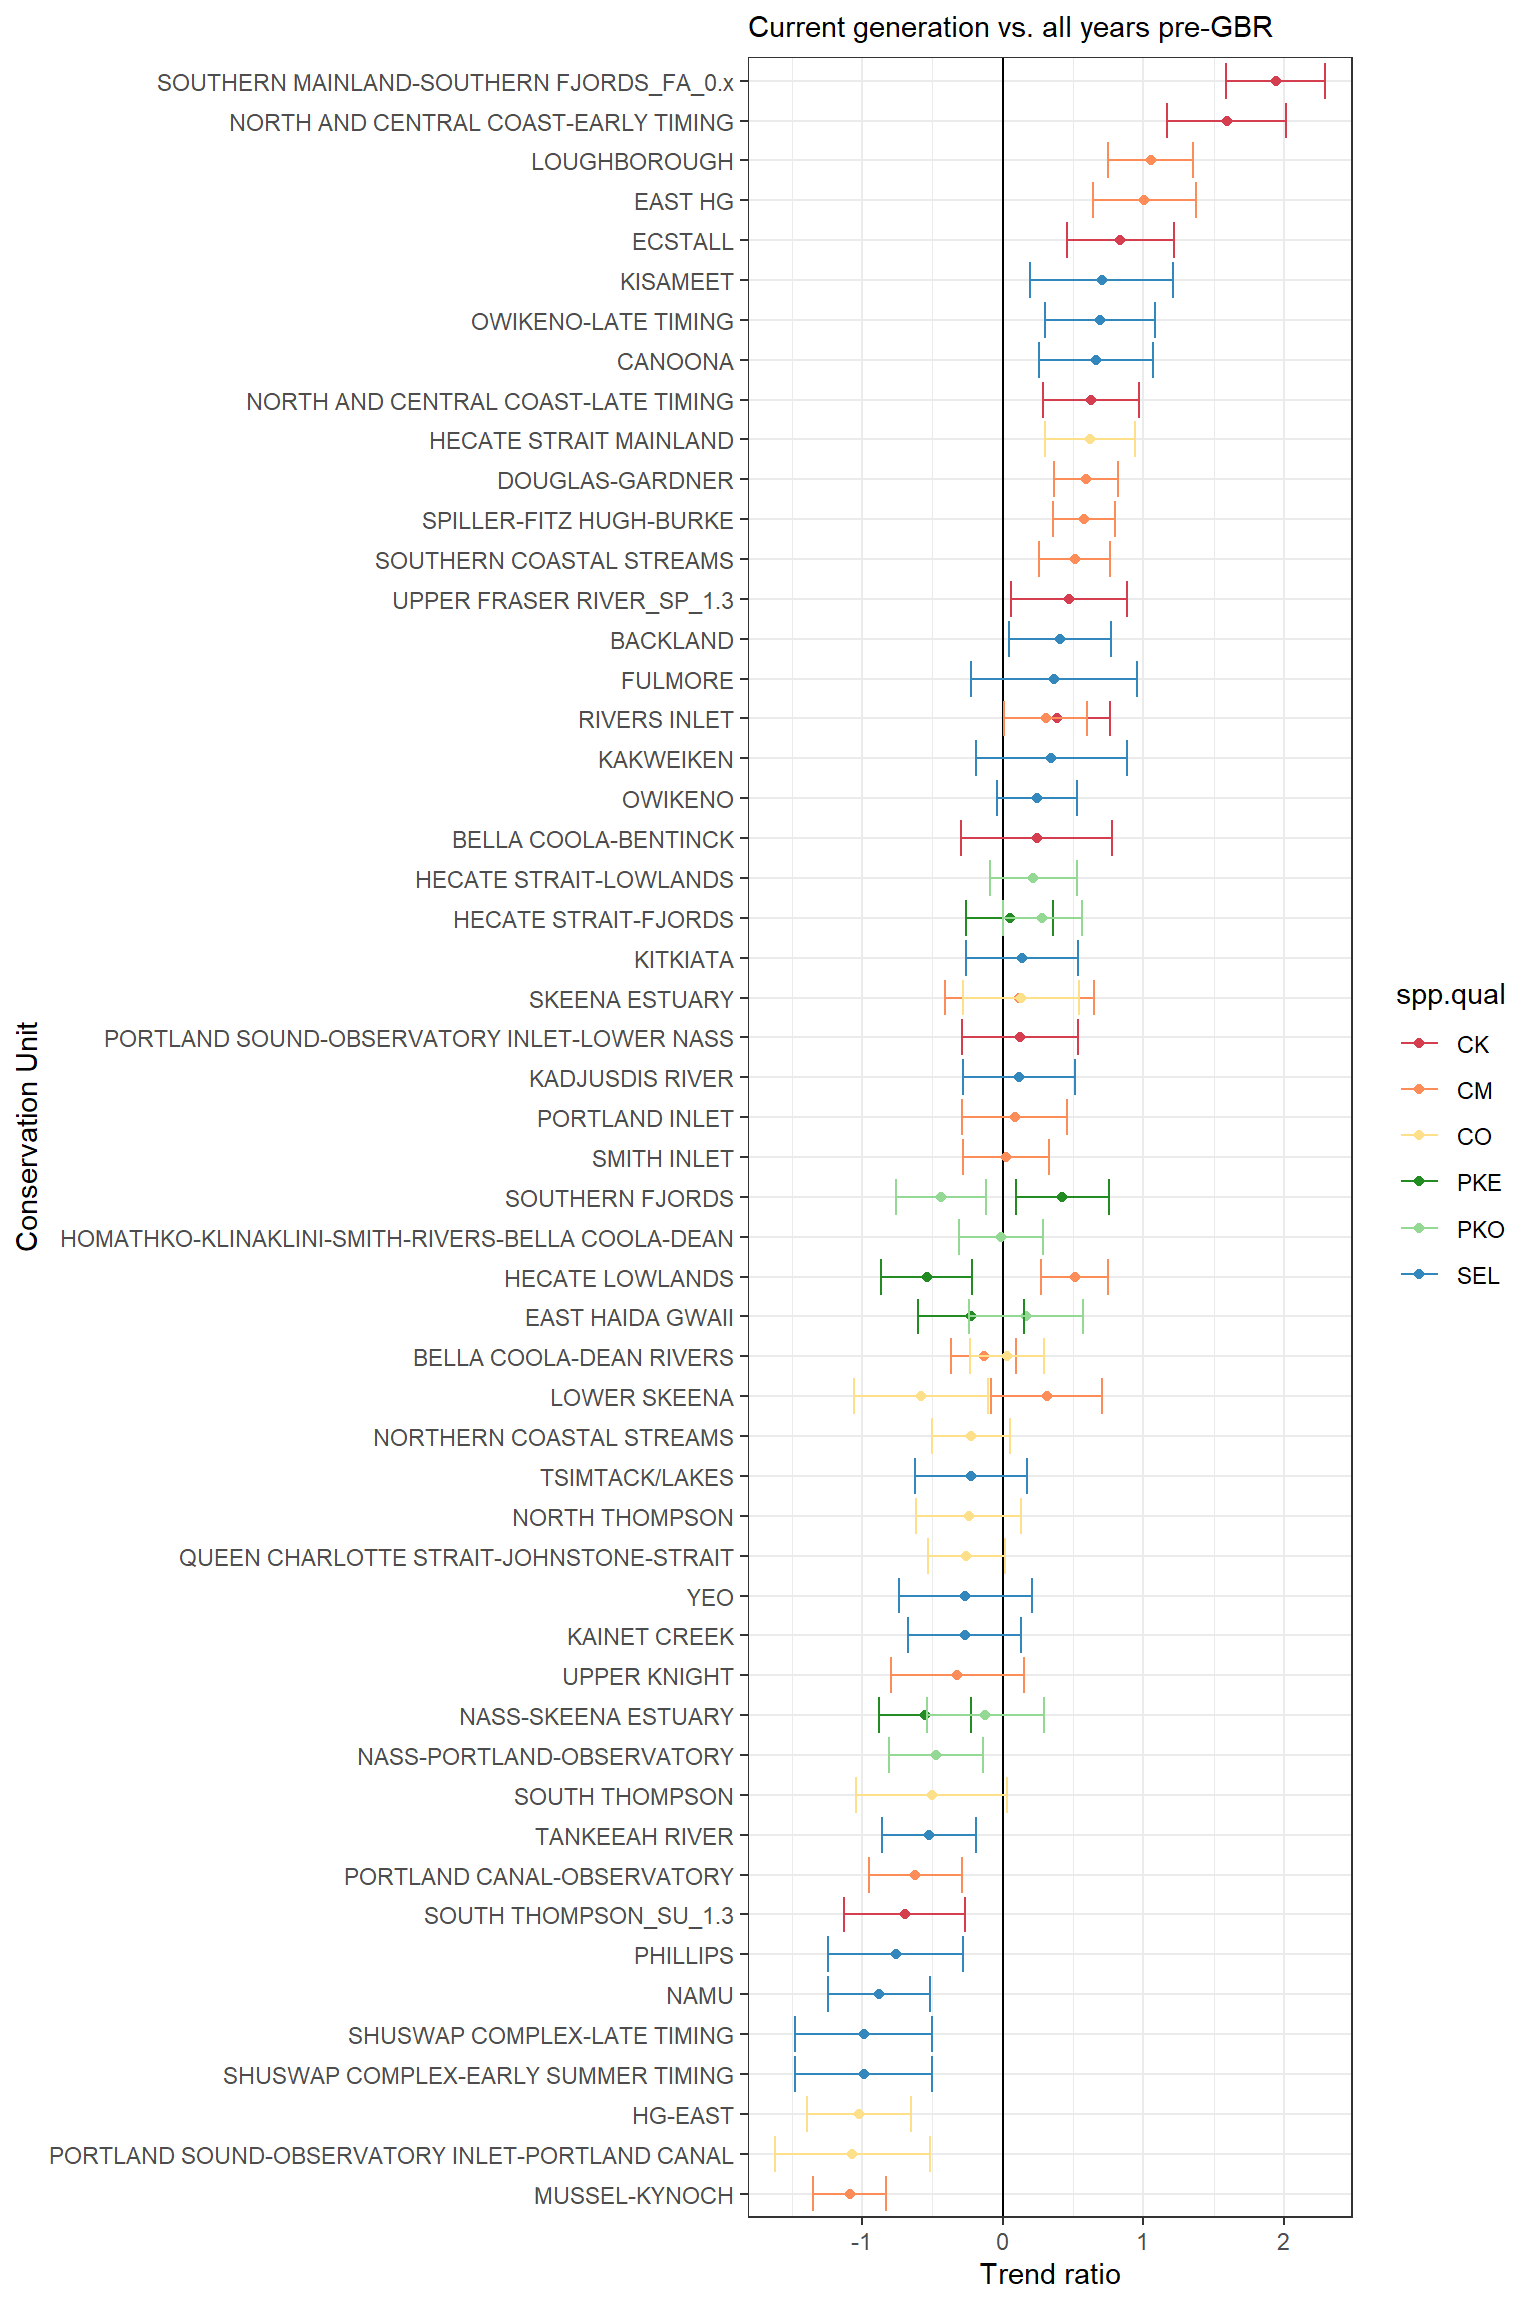 Current generation vs. all years pre-GBR
SOUTHERN MAINLAND-SOUTHERN FJORDS_FA_0.x
NORTH AND CENTRAL COAST-EARLY TIMING
LOUGHBOROUGH
EAST HG
ECSTALL
KISAMEET
OWIKENO-LATE TIMING
CANOONA
NORTH AND CENTRAL COAST-LATE TIMING
HECATE STRAIT MAINLAND
DOUGLAS-GARDNER
SPILLER-FITZ HUGH-BURKE
SOUTHERN COASTAL STREAMS
UPPER FRASER RIVER_SP_1.3
BACKLAND
FULMORE
RIVERS INLET
KAKWEIKEN
OWIKENO
BELLA COOLA-BENTINCK
HECATE STRAIT-LOWLANDS
HECATE STRAIT-FJORDS
KITKIATA
SKEENA ESTUARY
PORTLAND SOUND-OBSERVATORY INLET-LOWER NASS
KADJUSDIS RIVER
PORTLAND INLET
SMITH INLET
SOUTHERN FJORDS
HOMATHKO-KLINAKLINI-SMITH-RIVERS-BELLA COOLA-DEAN
HECATE LOWLANDS
EAST HAIDA GWAII
BELLA COOLA-DEAN RIVERS
LOWER SKEENA
NORTHERN COASTAL STREAMS
TSIMTACK/LAKES
NORTH THOMPSON
QUEEN CHARLOTTE STRAIT-JOHNSTONE-STRAIT
YEO
KAINET CREEK
UPPER KNIGHT
NASS-SKEENA ESTUARY
NASS-PORTLAND-OBSERVATORY
SOUTH THOMPSON
TANKEEAH RIVER
PORTLAND CANAL-OBSERVATORY
SOUTH THOMPSON_SU_1.3
PHILLIPS
NAMU
SHUSWAP COMPLEX-LATE TIMING
SHUSWAP COMPLEX-EARLY SUMMER TIMING
HG-EAST
PORTLAND SOUND-OBSERVATORY INLET-PORTLAND CANAL
MUSSEL-KYNOCH
Conservation Unit
-1 0 1 2
Trend ratio
spp.qual
CK
CM
CO
PKE
PKO
SEL